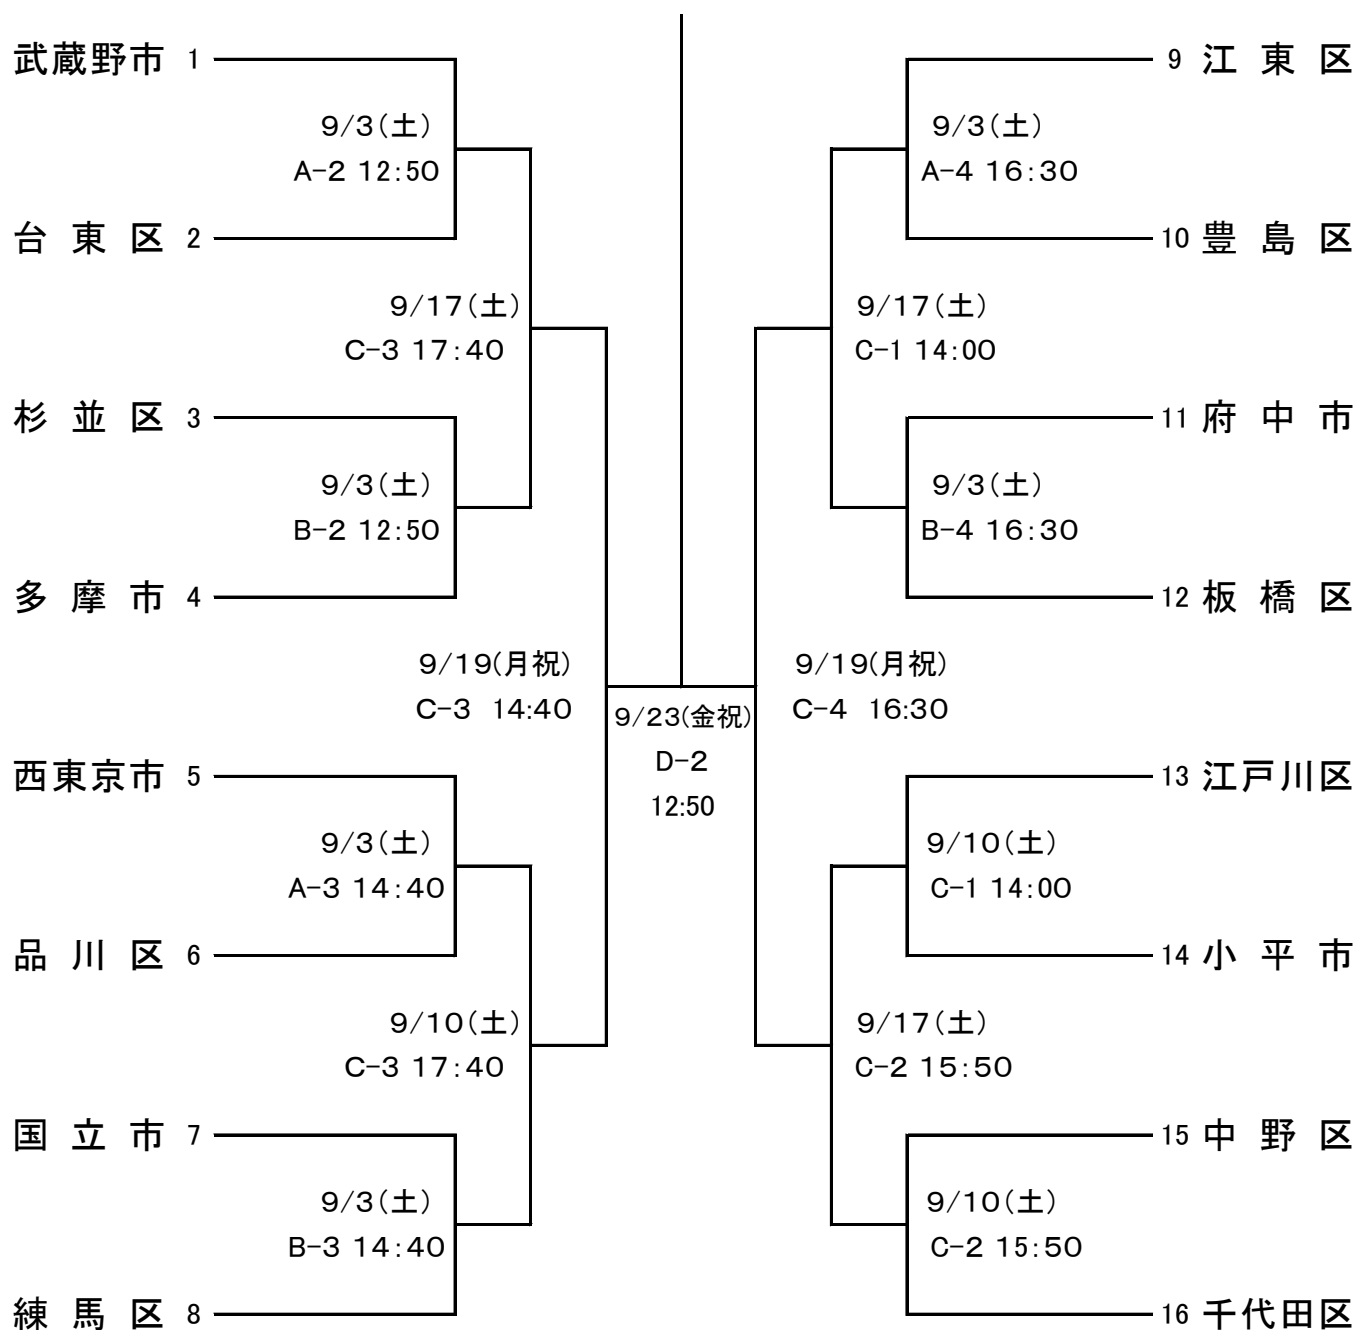 武蔵野市 1
9/3(土)
A-2 12:50
台東区 2
9/17(土)
C-3 17:40
杉並区 3
9/3(土)
B-2 12:50
多摩市 4
9/19(月祝)
C-3 14:40
西東京市 5
9/3(土)
A-3 14:40
品川区 6
9/10(土)
C-3 17:40
国立市 7
9/3(土)
B-3 14:40
練馬区 8
9/23(金祝)
D-2
12:50
9 江東区
9/3(土)
A-4 16:30
10 豊島区
9/17(土)
C-1 14:00
11 府中市
9/3(土)
B-4 16:30
12 板橋区
9/19(月祝)
C-4 16:30
13 江戸川区
9/10(土)
C-1 14:00
14 小平市
9/17(土)
C-2 15:50
15 中野区
9/10(土)
C-2 15:50
16 千代田区